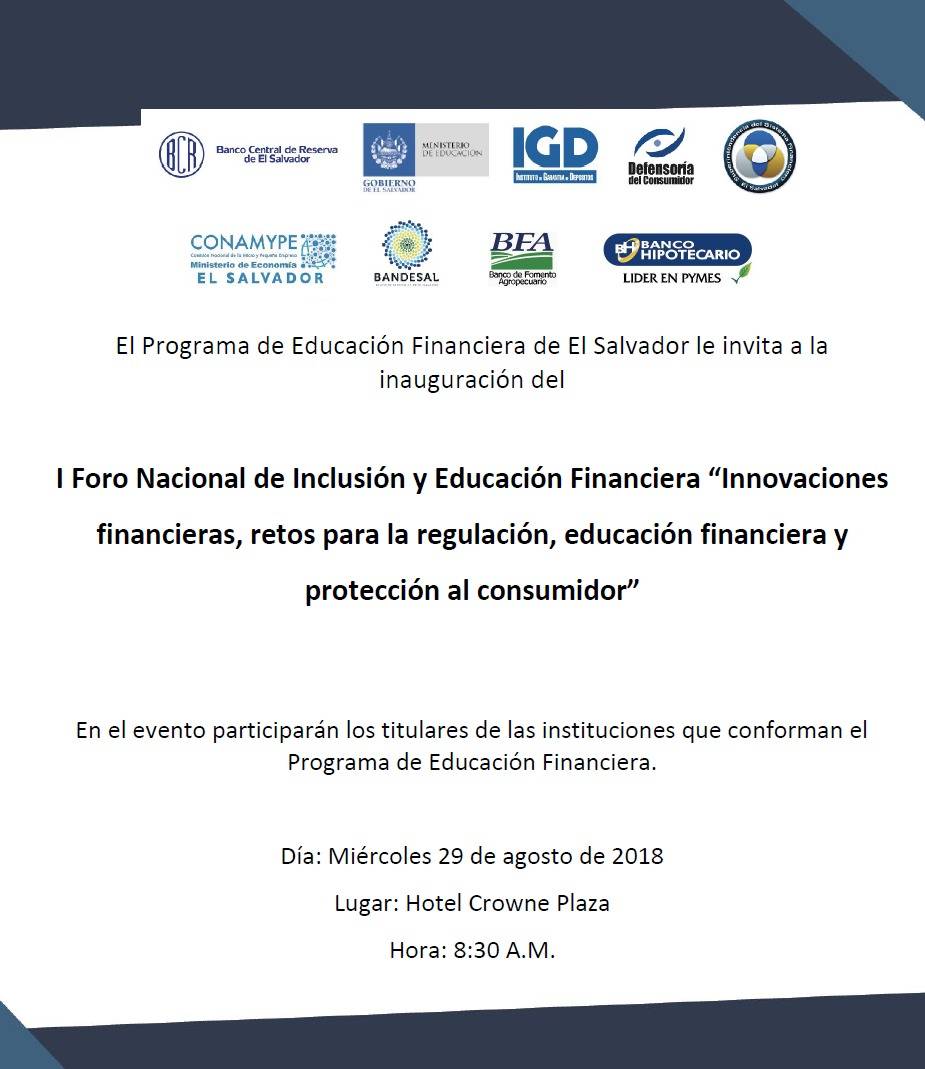 BCR
Banco Central de Reserva
de El Salvador
GOBIERNO
DE EL SALVADOR
MINISTERIO
DE EDUCACIÓN
IGD
INSTITUTO DE GARANTIA DE DEPOSITOS
Defensoría
del Consumidor
Superintendencia del Sistema Financiero
El Salvador
CONAMYPE
Comisión Nacional de la Micro y Pequeña Empresa
Ministerio de Economía
EL SALVADOR
BANDESAL
BFA
Banco de Fomento
Agropecuario
BH BANCO
HIPOTECARIO
LIDER EN PYMES
El Programa de Educación Financiera de El Salvador le invita a la
inauguración del
I Foro Nacional de Inclusión y Educación Financiera “Innovaciones
financieras, retos para la regulación, educación financiera y
protección al consumidor”
En el evento participarán los titulares de las instituciones que conforman el
Programa de Educación Financiera.
Día: Miércoles 29 de agosto de 2018
Lugar: Hotel Crowne Plaza
Hora: 8:30 A.M.